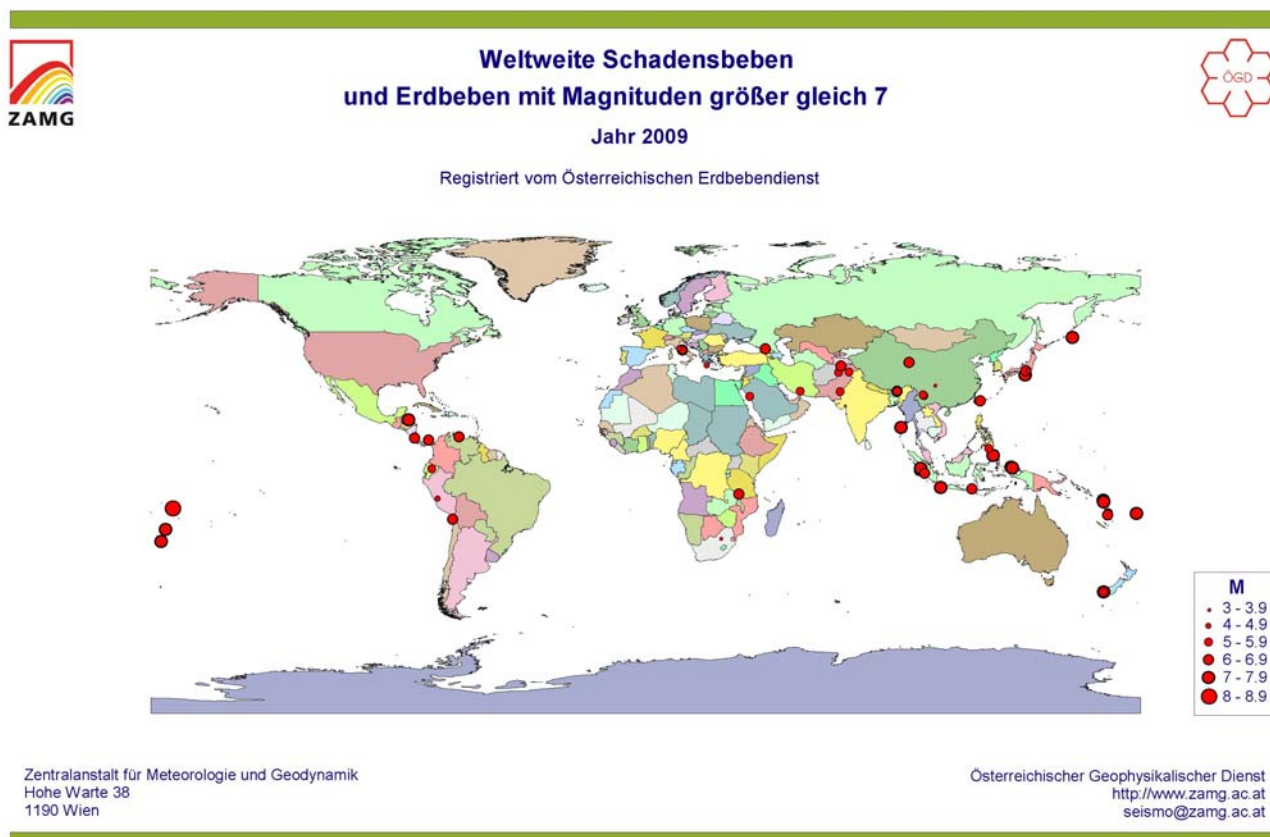 ZAMG
Weltweite Schadensbeben
und Erdbeben mit Magnituden größer gleich 7
Jahr 2009
Registriert vom Österreichischen Erdbebendienst
ÖGD
M
3 - 3.9
4 - 4.9
5 - 5.9
6 - 6.9
7 - 7.9
8 - 8.9
Zentralanstalt für Meteorologie und Geodynamik
Hohe Warte 38
1190 Wien
Österreichischer Geophysikalischer Dienst
http://www.zamg.ac.at
seismo@zamg.ac.at